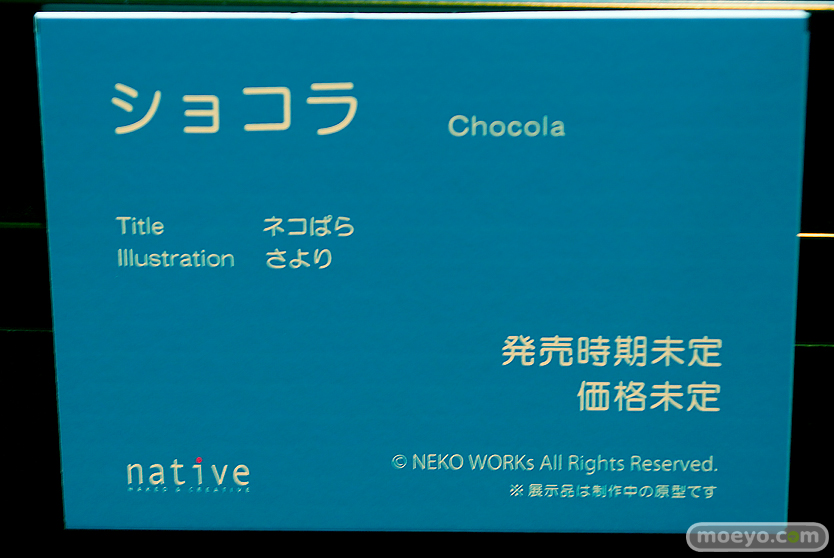 ショコラ Chocola
Title ネコぱら
Illustration さより
発売時期未定
価格未定
© NEKO WORKs All Rights Reserved.
※展示品は制作中の原型です
native
MAKES & CREATIVE
moeyo.com